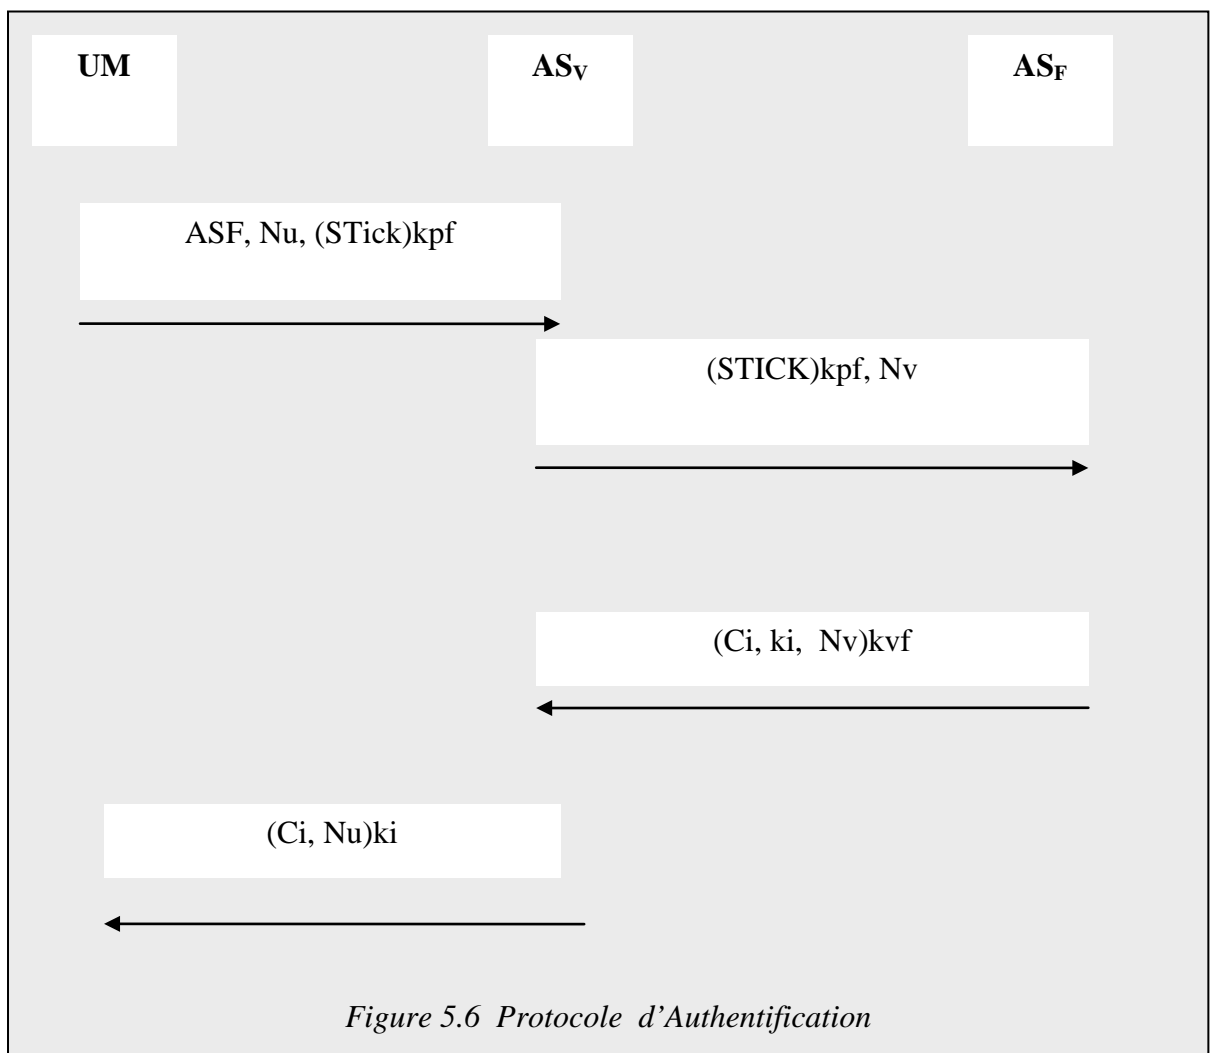 UM
ASV
ASF
ASF, Nu, (STick)kpf
(STICK)kpf, Nv
(Ci, ki, Nv)kvf
(Ci, Nu)ki
Figure 5.6 Protocole d’Authentification